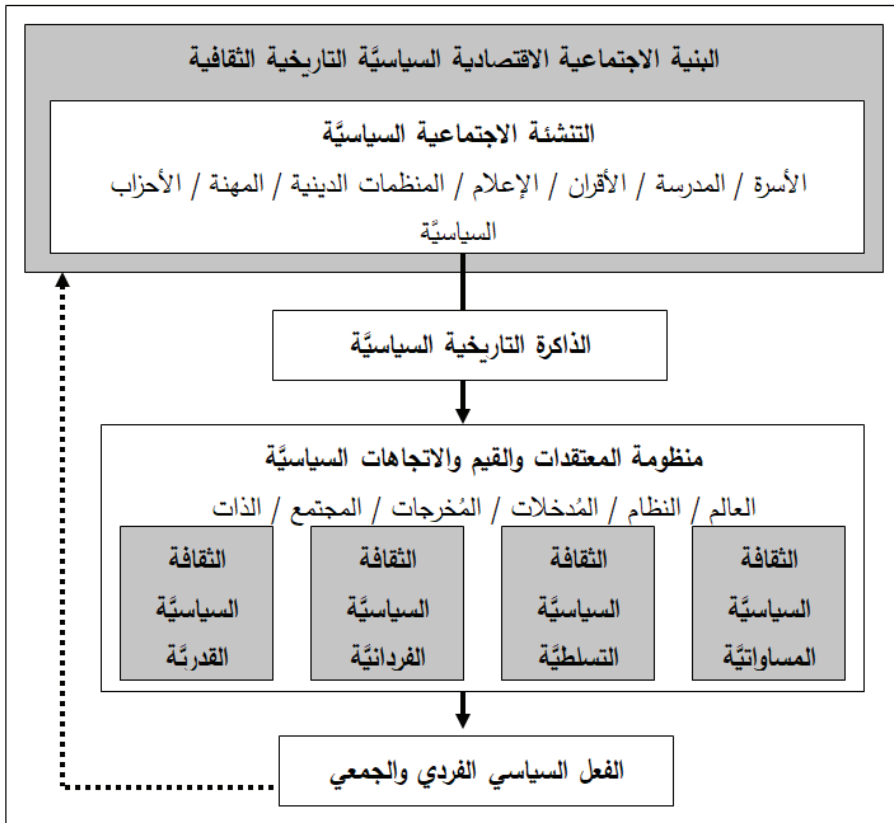 البنية الاجتماعية الاقتصادية السياسيَّة التاريخية الثقافية
التنشئة الاجتماعية السياسيَّة
الأسرة / المدرسة / الأقران / الإعلام / المنظمات الدينية / المهنة / الأحزاب
السياسيَّة
الذاكرة التاريخية السياسيَّة
منظومة المعتقدات والقيم والاتجاهات السياسيَّة
العالم / النظام / المُدخلات / المُخرجات / المجتمع / الذات
الثقافة
السياسيَّة
المساواتيَّة
الثقافة
السياسيَّة
التسلطيَّة
الثقافة
السياسيَّة
الفردانيَّة
الثقافة
السياسيَّة
القدريَّة
الفعل السياسي الفردي والجمعي